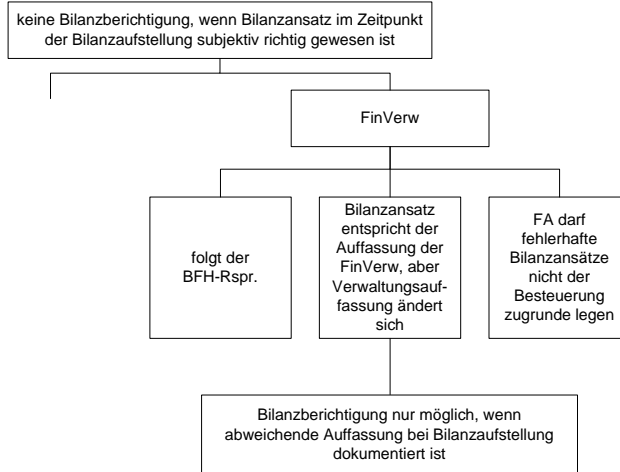 keine Bilanzberichtigung, wenn Bilanzansatz im Zeitpunkt
der Bilanzaufstellung subjektiv richtig gewesen ist
FinVerw
folgt der
BFH-Rspr.
Bilanzansatz
entspricht der
Auffassung der
FinVerw, aber
Verwaltungsauf-
fassung ändert
sich
FA darf
fehlerhafte
Bilanzansätze
nicht der
Besteuerung
zugrunde legen
Bilanzberichtigung nur möglich, wenn
abweichende Auffassung bei Bilanzaufstellung
dokumentiert ist